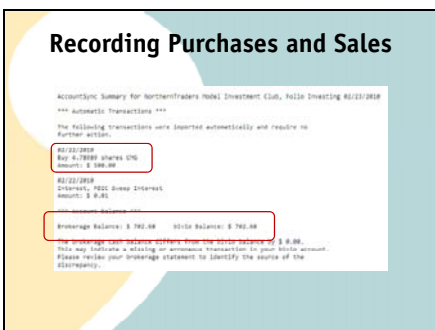 Recording Purchases and Sales
AccountSync Summary for NorthernTraders Model Investment Club, Folio Investing 02/23/2010
*** Automatic Transactions ***
The following transactions were imported automatically and require no
further action.
02/22/2010
Buy 4.78989 shares CMG
Amount: $ 500.00
02/22/2010
Interest, FDIC Sweep Interest
Amount: $ 0.01
*** Account Balance ***
Brokerage Balance: $ 702.60 bivio Balance: $ 702.60
The brokerage cash balance differs from the bivio balance by $ 0.00.
This may indicate a missing or erroneous transaction in your bivio account.
Please review your brokerage statement to identify the source of the
discrepancy.